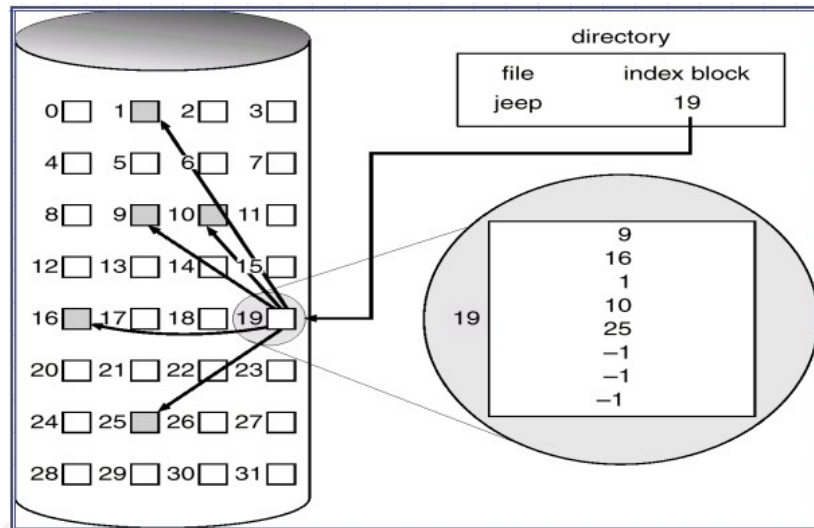 directory
file index block
jeep 19
0 1 2 3
4 5 6 7
8 9 10 11
12 13 14 15
16 17 18 19
20 21 22 23
24 25 26 27
28 29 30 31
19
9
16
1
10
25
–1
–1
–1